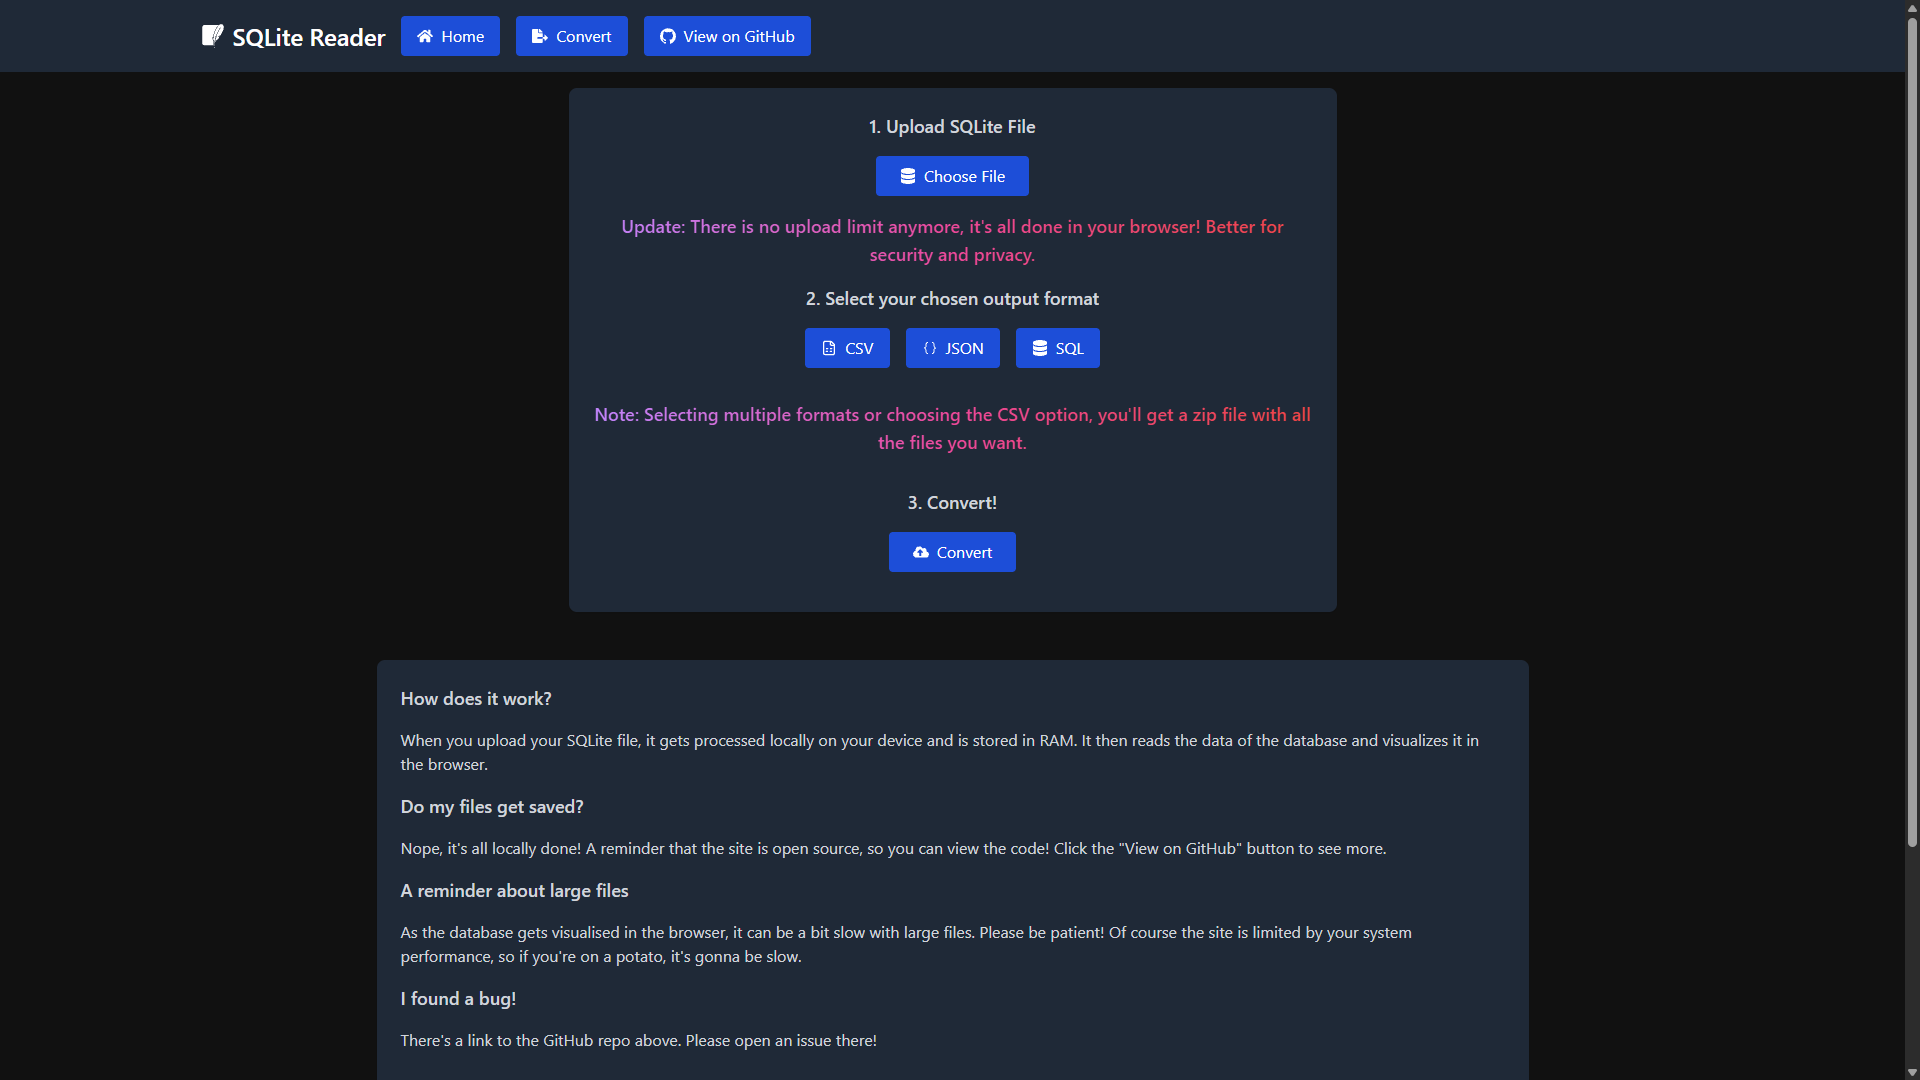 SQLite Reader
Home
Convert
View on GitHub
1. Upload SQLite File
Choose File
Update: There is no upload limit anymore, it's all done in your browser! Better for
security and privacy.
2. Select your chosen output format
CSV
{} JSON
SQL
Note: Selecting multiple formats or choosing the CSV option, you'll get a zip file with all
the files you want.
3. Convert!
Convert
How does it work?
When you upload your SQLite file, it gets processed locally on your device and is stored in RAM. It then reads the data of the database and visualizes it in
the browser.
Do my files get saved?
Nope, it's all locally done! A reminder that the site is open source, so you can view the code! Click the "View on GitHub" button to see more.
A reminder about large files
As the database gets visualised in the browser, it can be a bit slow with large files. Please be patient! Of course the site is limited by your system
performance, so if you're on a potato, it's gonna be slow.
I found a bug!
There's a link to the GitHub repo above. Please open an issue there!